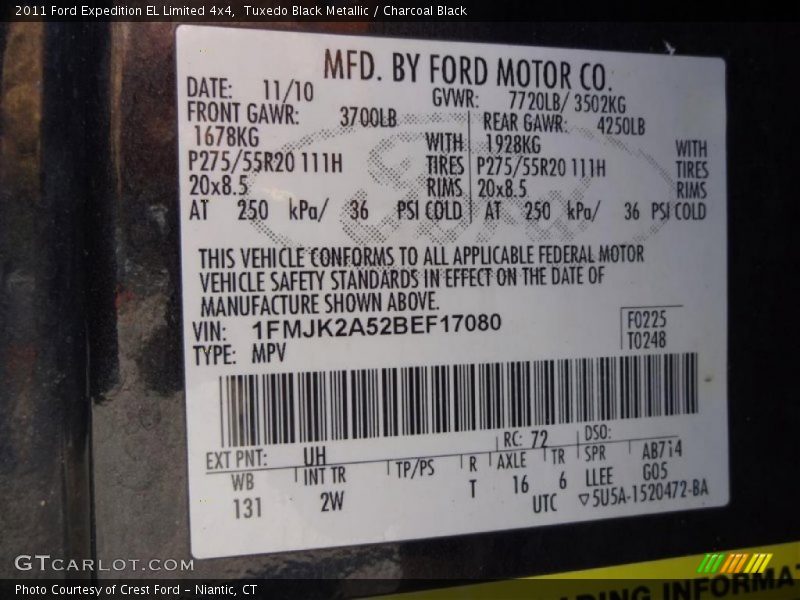 2011 Ford Expedition EL Limited 4x4,  Tuxedo Black Metallic / Charcoal Black
MFD. BY FORD MOTOR CO.
DATE: 11/10 GVWR: 7720LB/ 3502KG
FRONT GAWR: 3700LB REAR GAWR: 4250LB
1678KG WITH 1928KG WITH
P275/55R20 111H TIRES P275/55R20 111H TIRES
20x8.5 RIMS 20x8.5 RIMS
AT 250 kPa/ 36 PSI COLD AT 250 kPa/ 36 PSI COLD
THIS VEHICLE CONFORMS TO ALL APPLICABLE FEDERAL MOTOR
VEHICLE SAFETY STANDARDS IN EFFECT ON THE DATE OF
MANUFACTURE SHOWN ABOVE.
VIN: 1FMJK2A52BEF17080 F0225
TYPE: MPV T0248
EXT PNT: UH RC: 72 DSO:
WB INT TR TP/PS R AXLE TR SPR AB7i4
131 2W T 16 6 LLEE G05
UTC ▽5U5A-1520472-BA
GTCARLOT.COM
Photo Courtesy of Crest Ford – Niantic, CT
INFORMA